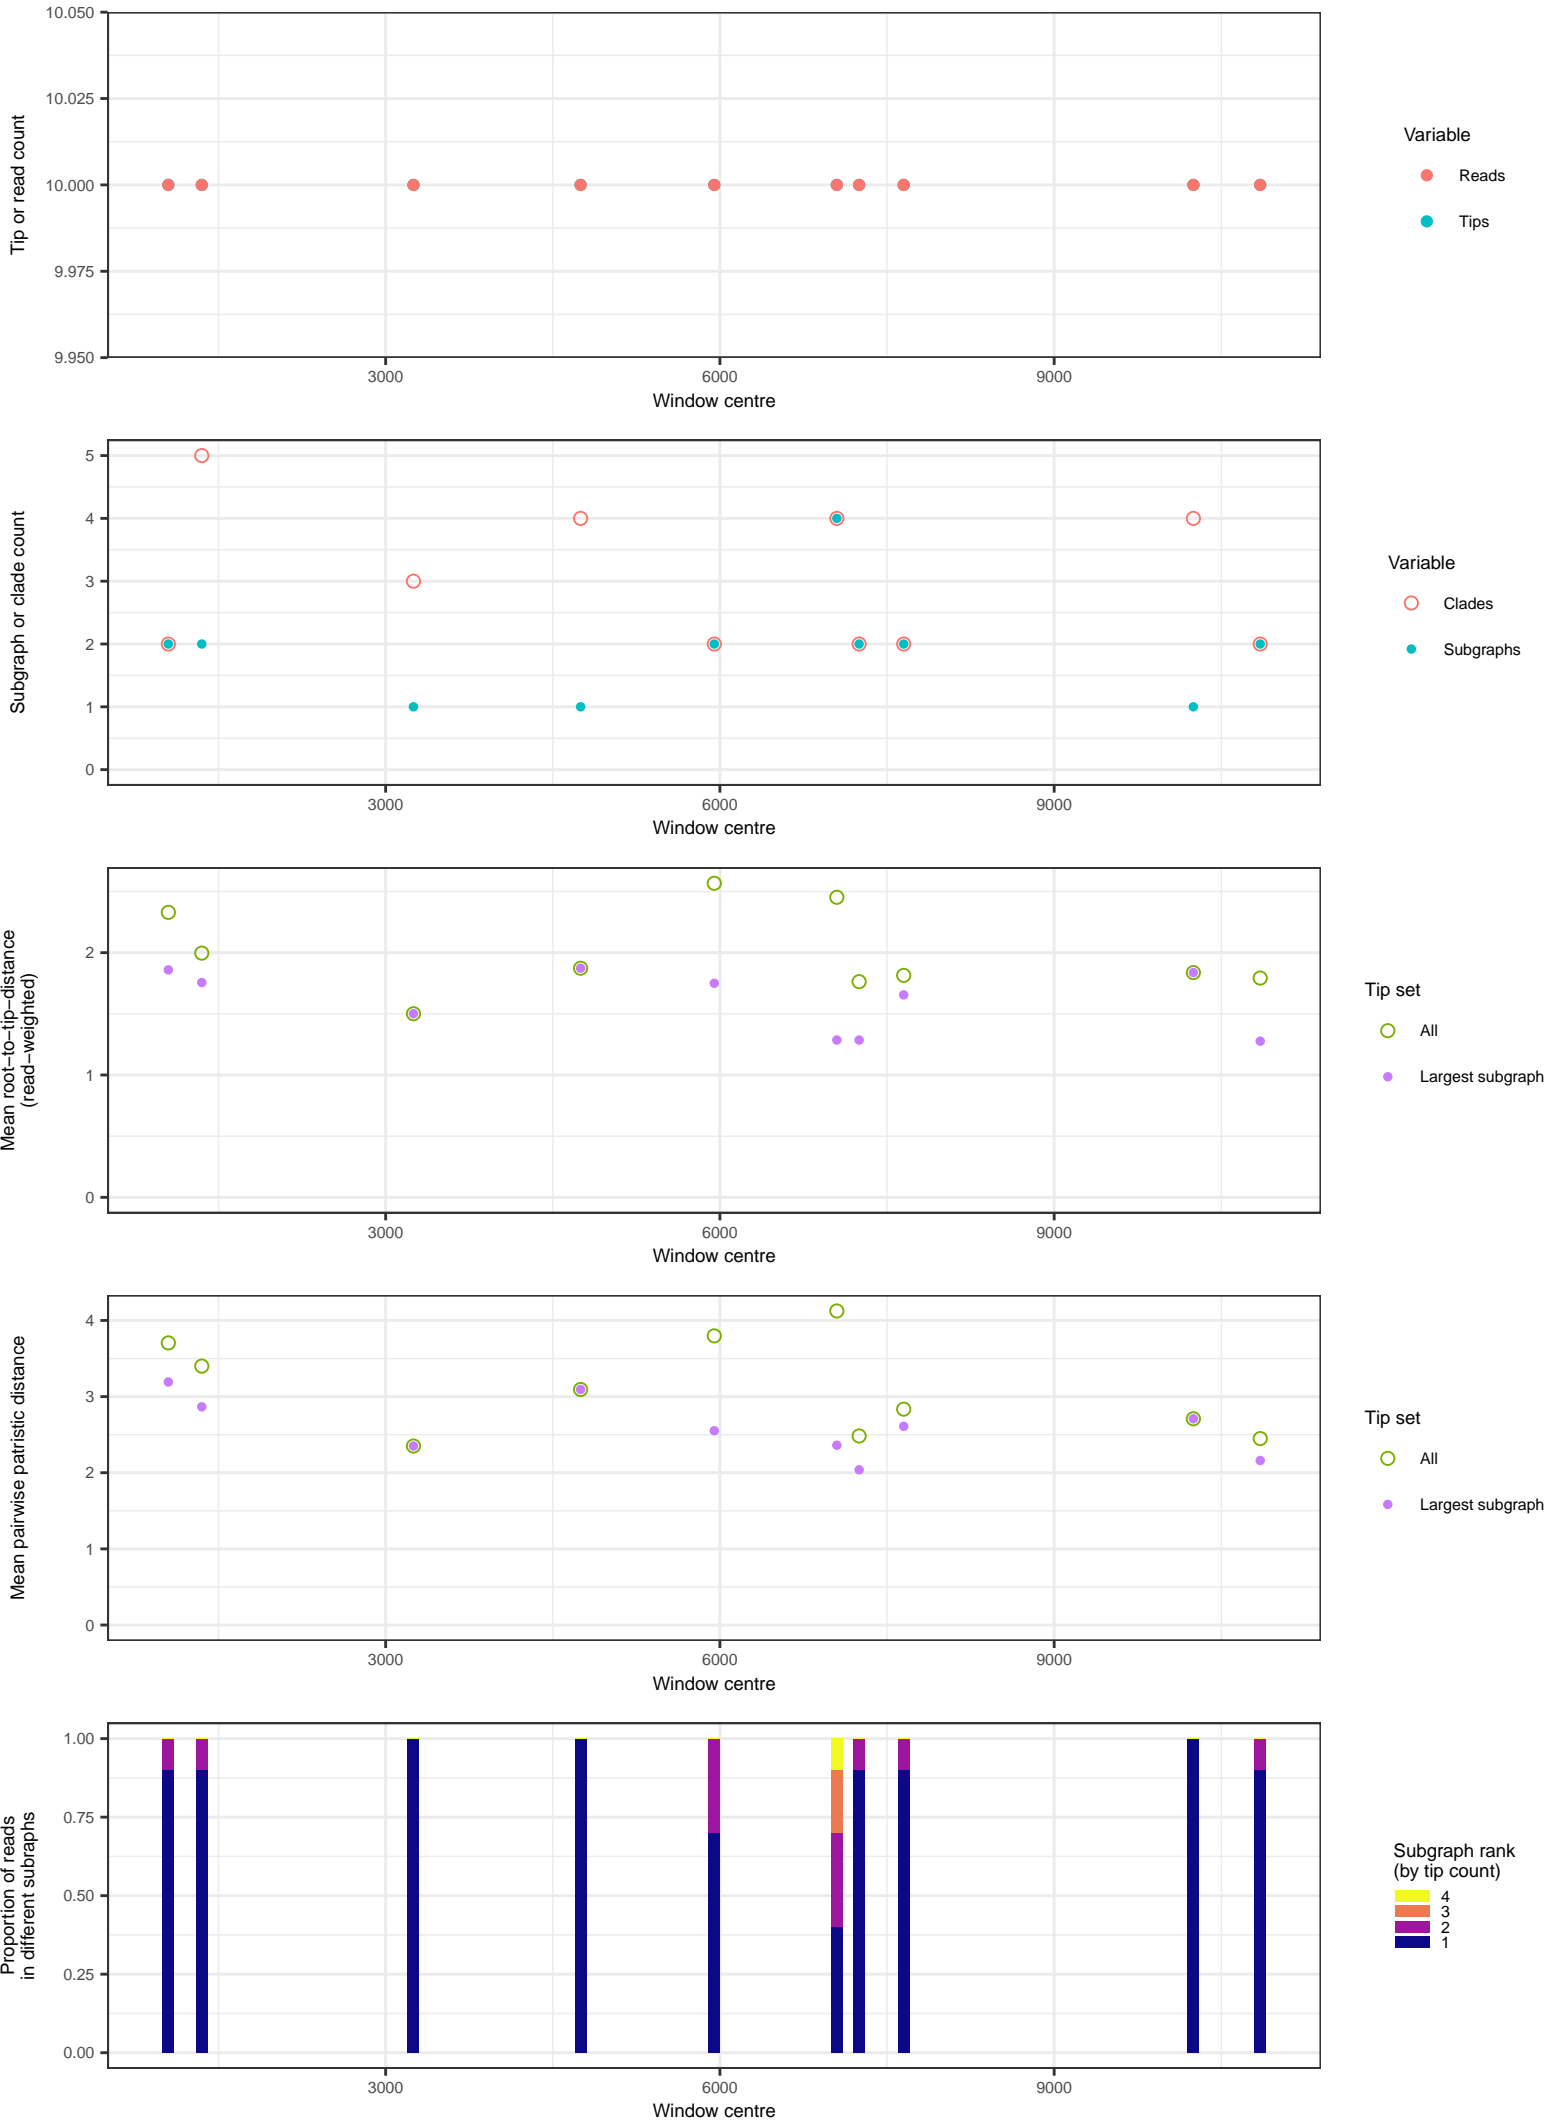 10.050
10.025
10.000
9.975
9.950
Tip or read count
3000
6000
9000
Window centre
Variable
Reads
Tips
5
4
3
2
1
0
Subgraph or clade count
3000
6000
9000
Window centre
Variable
Clades
Subgraphs
2
1
0
Mean root−to−tip−distance
(read−weighted)
3000
6000
9000
Window centre
Tip set
All
Largest subgraph
4
3
2
1
0
Mean pairwise patristic distance
3000
6000
9000
Window centre
Tip set
All
Largest subgraph
1.00
0.75
0.50
0.25
0.00
Proportion of reads
in different subraphs
3000
6000
9000
Window centre
Subgraph rank
(by tip count)
4
3
2
1